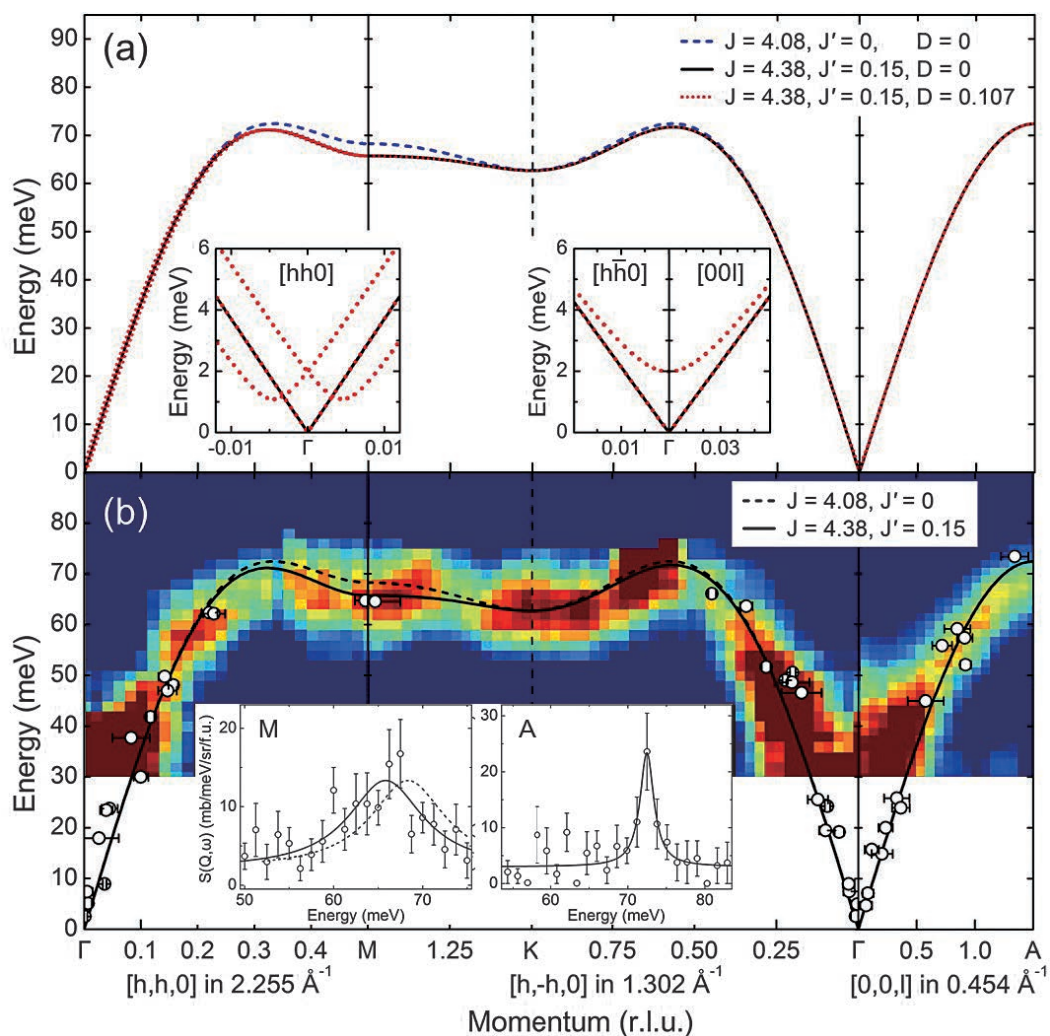 (a)
J = 4.08, J′ = 0, D = 0
J = 4.38, J′ = 0.15, D = 0
J = 4.38, J′ = 0.15, D = 0.107
Energy (meV)
90
80
70
60
50
40
30
20
10
0
[hh0]
Energy (meV)
6
4
2
0
-0.01
Γ
0.01
[hh̅0]
[00l]
Energy (meV)
6
4
2
0
0.01
Γ
0.03
(b)
J = 4.08, J′ = 0
J = 4.38, J′ = 0.15
Energy (meV)
80
70
60
50
40
30
20
10
0
M
S(Q,ω) (mb/meV/sr/f.u.)
20
10
0
50
60
70
Energy (meV)
A
30
20
10
0
60
70
80
Energy (meV)
Γ 0.1 0.2 0.3 0.4 M 1.25 K 0.75 0.50 0.25 Γ 0.5 1.0 A
[h,h,0] in 2.255 Å⁻¹
[h,-h,0] in 1.302 Å⁻¹
[0,0,l] in 0.454 Å⁻¹
Momentum (r.l.u.)